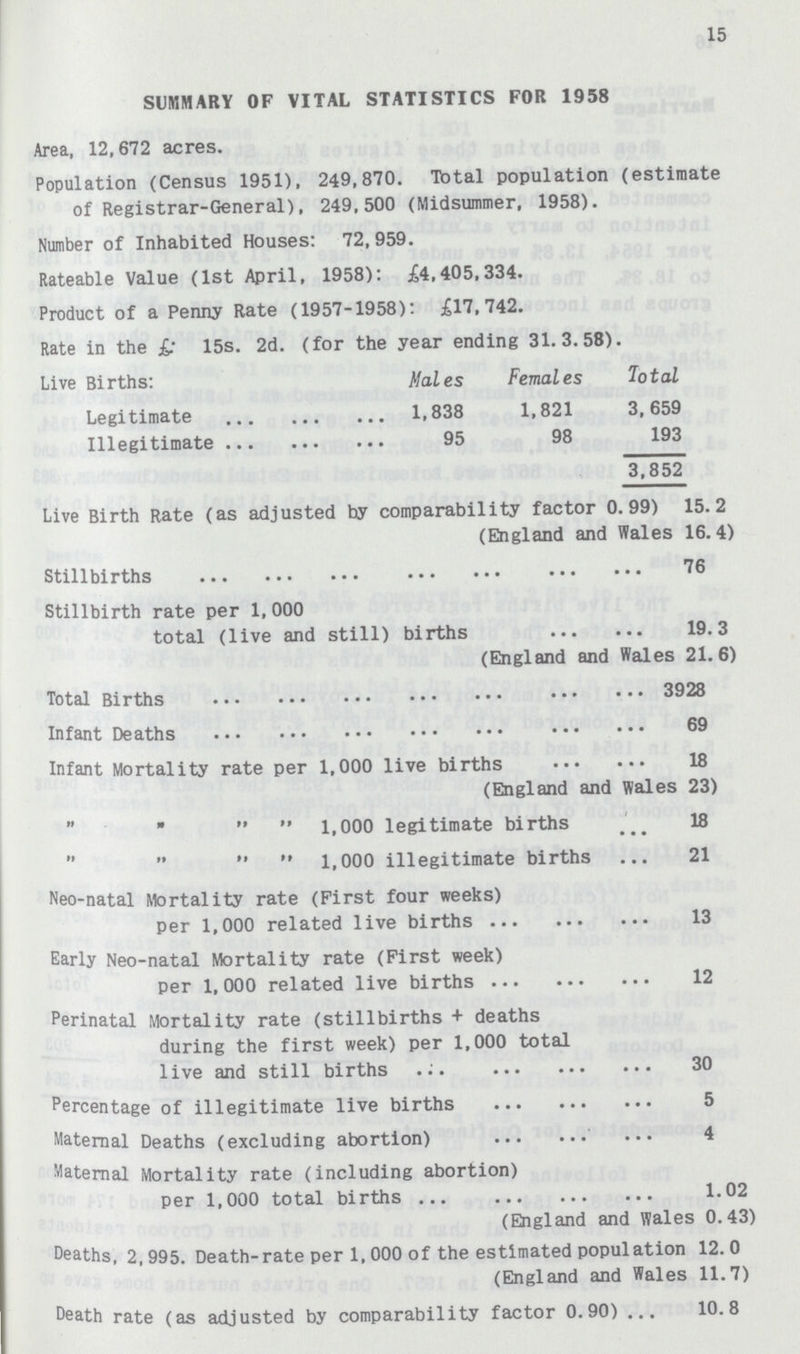 15
SUMMARY OF VITAL STATISTICS FOR 1958
Area, 12,672 acres.
Population (Census 1951), 249,870. Total population (estimate
of Registrar-General), 249,500 (Midsummer, 1958).
Number of Inhabited Houses: 72,959.
Rateable Value (1st April, 1958): £4,405,334.
Product of a Penny Rate (1957-1958): £17,742.
Rate in the £: 15s. 2d. (for the year ending 31.3.58).
Live Births: Males Females Total
Legitimate ... ... ... 1,838 1,821 3,659
Illegitimate ... ... ... 95 98 193
3,852
Live Birth Rate (as adjusted by comparability factor 0.99) 15.2
(England and Wales 16.4)
Stillbirths ... ... ... ... ... ... ... 76
Stillbirth rate per 1,000
total (live and still) births ... ... 19.3
(England and Wales 21.6)
Total Births ... ... ... ... ... ... ... 3928
Infant Deaths ... ... ... ... ... ... ... 69
Infant Mortality rate per 1,000 live births ... ... 18
(England and Wales 23)
" " " " 1,000 legitimate births ... 18
" " " " 1,000 illegitimate births ... 21
Neo-natal Mortality rate (First four weeks)
per 1,000 related live births ... ... ... 13
Early Neo-natal Mortality rate (First week)
per 1,000 related live births ... ... ... 12
Perinatal Mortality rate (stillbirths + deaths
during the first week) per 1,000 total
live and still births ... ... ... ... 30
Percentage of illegitimate live births ... ... ... 5
Maternal Deaths (excluding abortion) ... ... ... 4
Maternal Mortality rate (including abortion)
per 1,000 total births ... ... ... ... 1.02
(England and Wales 0.43)
Deaths, 2,995. Death-rate per 1,000 of the estimated population 12.0
(England and Wales 11.7)
Death rate (as adjusted by comparability factor 0.90) ... 10.8